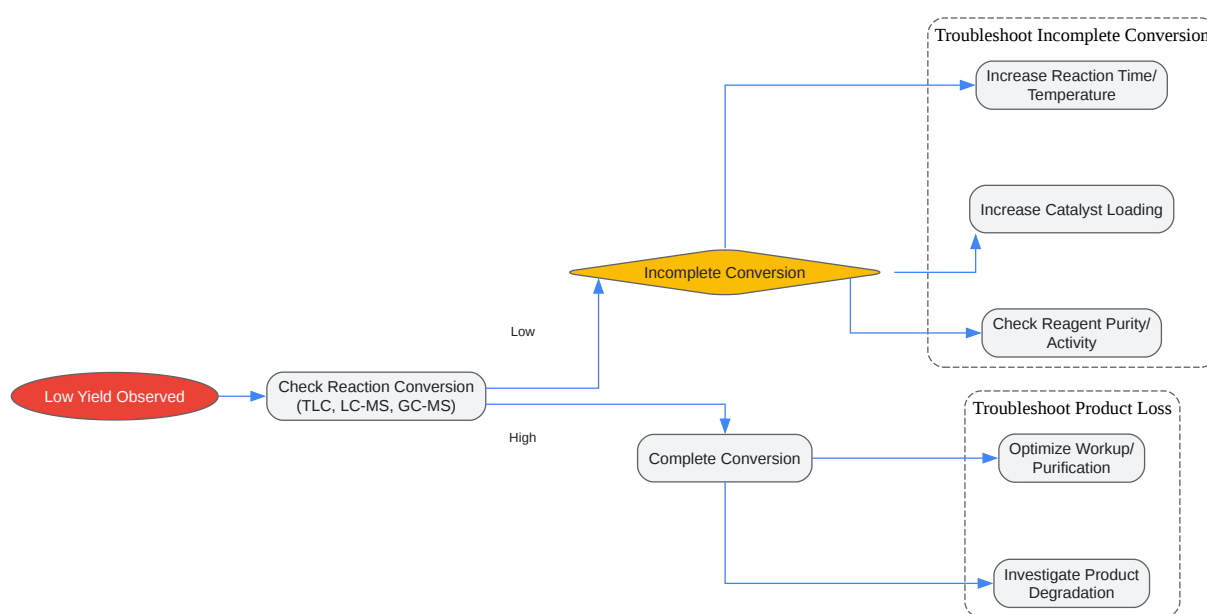 Troubleshoot Incomplete Conversion
Increase Reaction Time/
Temperature
Increase Catalyst Loading
Incomplete Conversion
Check Reagent Purity/
Activity
Low
Low Yield Observed
Check Reaction Conversion
(TLC, LC-MS, GC-MS)
High
Troubleshoot Product Loss
Complete Conversion
Optimize Workup/
Purification
Investigate Product
Degradation